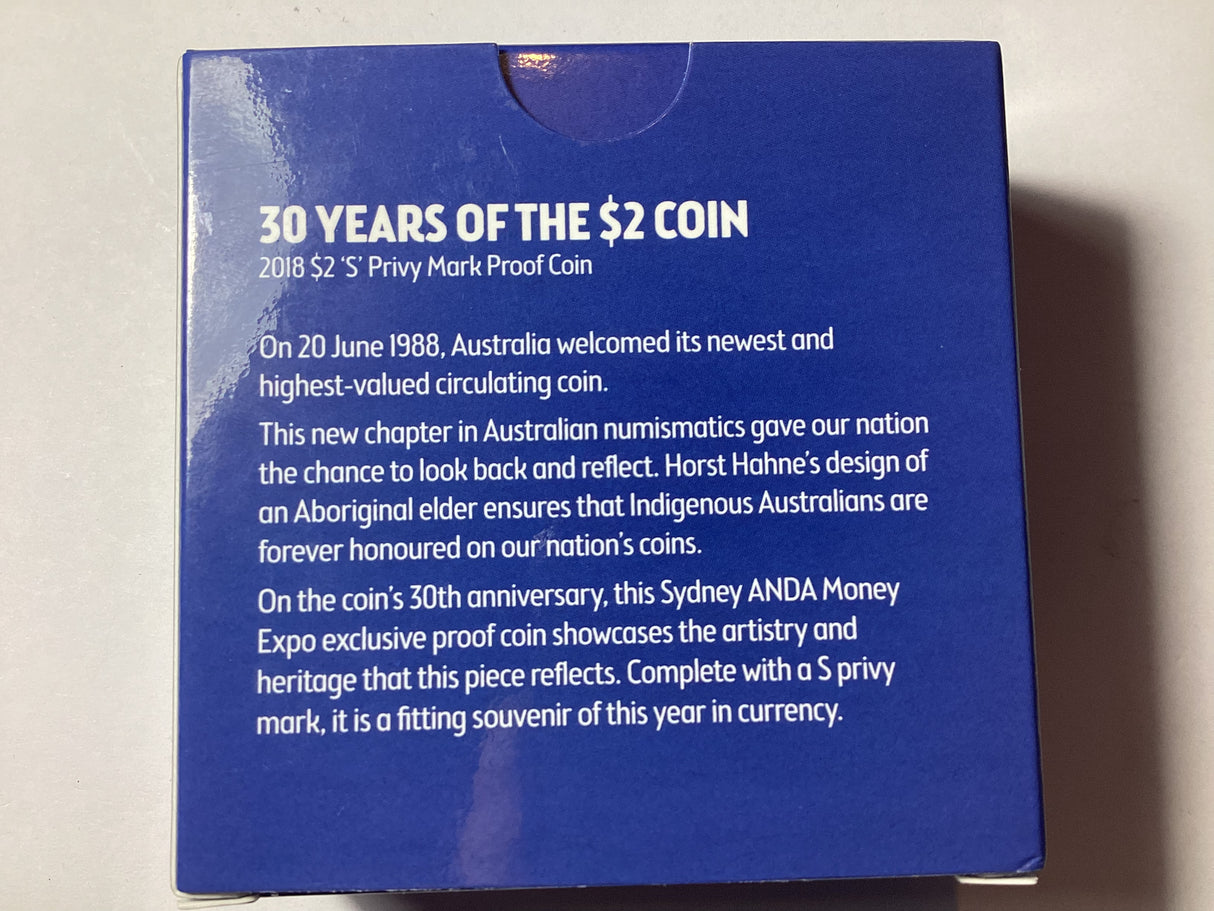 30 YEARS OF THE $2 COIN
2018 $2 ‘S’ Privy Mark Proof Coin
On 20 June 1988, Australia welcomed its newest and
highest-valued circulating coin.
This new chapter in Australian numismatics gave our nation
the chance to look back and reflect. Horst Hahne’s design of
an Aboriginal elder ensures that Indigenous Australians are
forever honoured on our nation’s coins.
On the coin’s 30th anniversary, this Sydney ANDA Money
Expo exclusive proof coin showcases the artistry and
heritage that this piece reflects. Complete with a S privy
mark, it is a fitting souvenir of this year in currency.